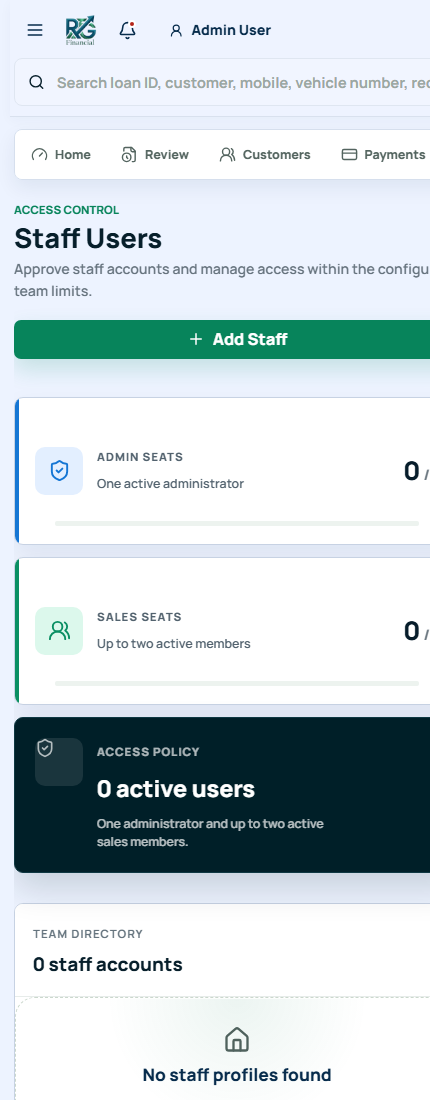 RG
Financial
Admin User
Search loan ID, customer, mobile, vehicle number,
Home
Review
Customers
Payments
ACCESS CONTROL
Staff Users
Approve staff accounts and manage access within the
team limits.
Add Staff
ADMIN SEATS
One active administrator
0 /
SALES SEATS
Up to two active members
0 /
ACCESS POLICY
0 active users
One administrator and up to two active
sales members.
TEAM DIRECTORY
0 staff accounts
No staff profiles found